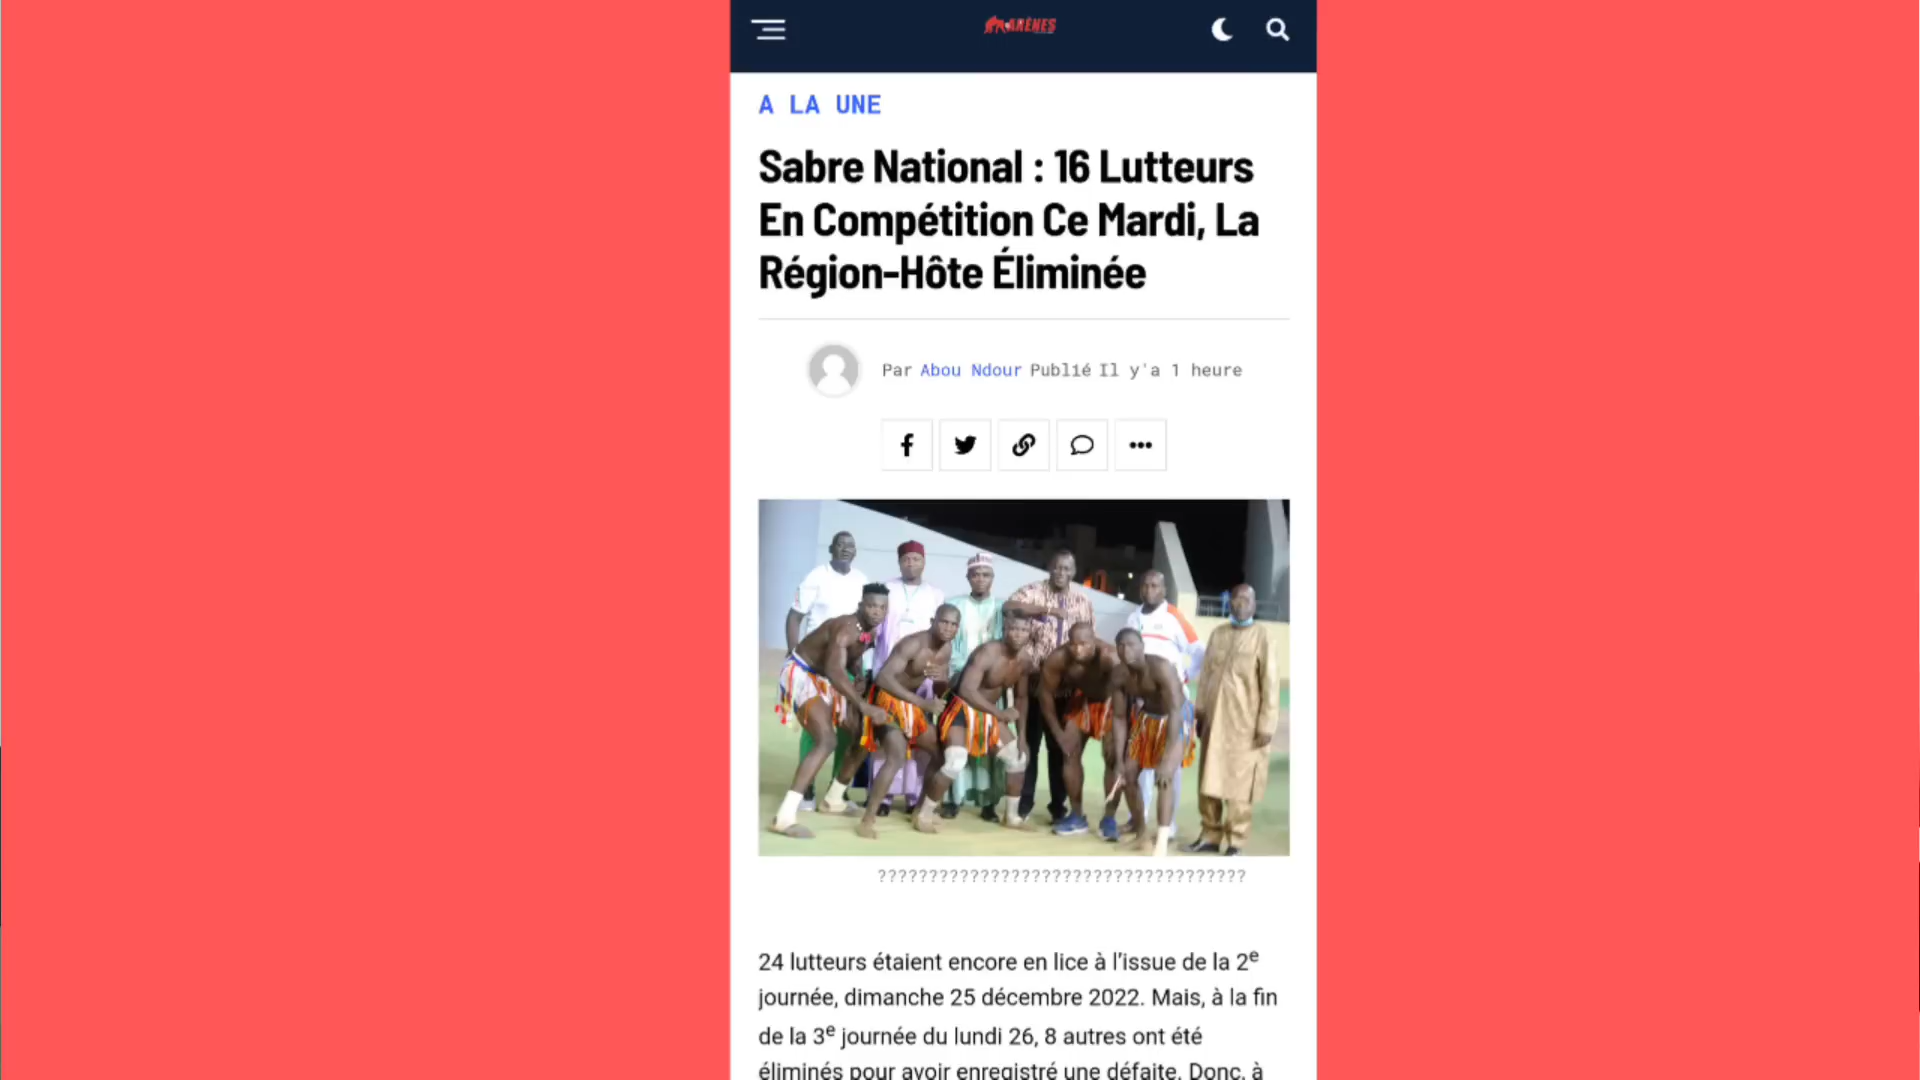 ARÈNES
A LA UNE
Sabre National : 16 Lutteurs
En Compétition Ce Mardi, La
Région-Hôte Éliminée
Par Abou Ndour Publié Il y'a 1 heure
????????????????????????????????????
24 lutteurs étaient encore en lice à l'issue de la 2e
journée, dimanche 25 décembre 2022. Mais, à la fin
de la 3e journée du lundi 26, 8 autres ont été
éliminés pour avoir enregistré une défaite. Donc, à